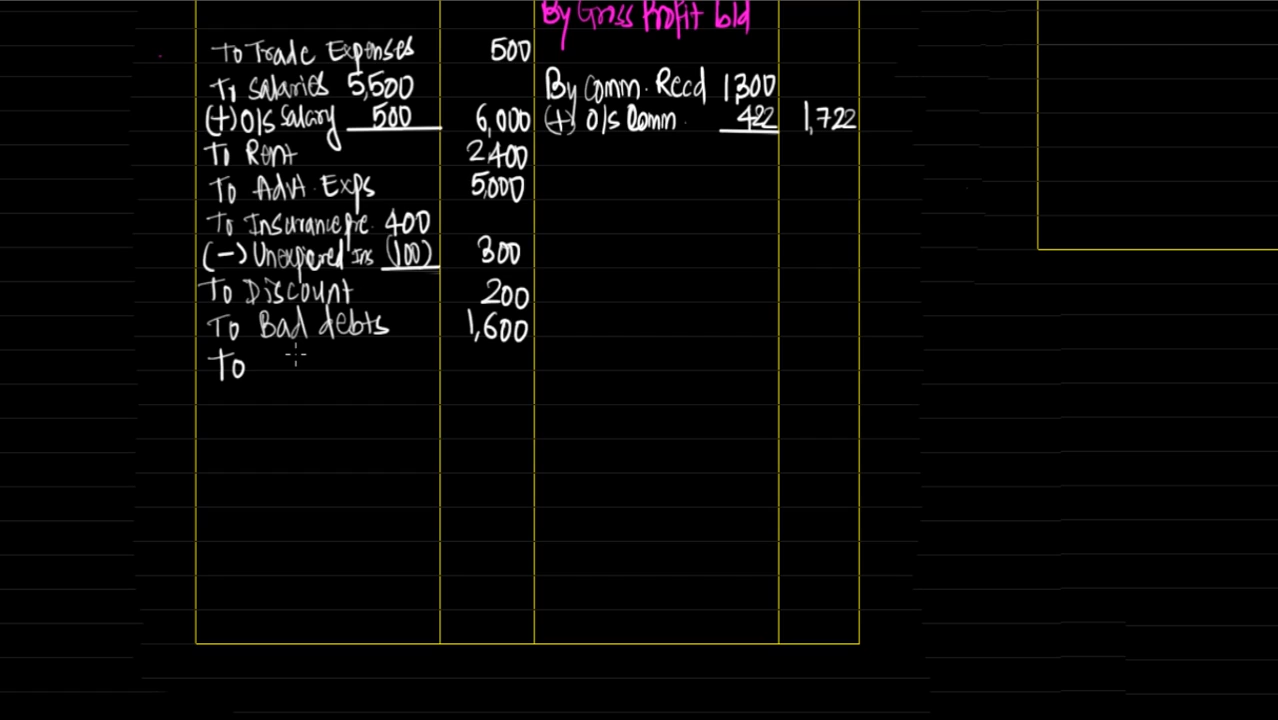 By Gross Profit b/d
To Trade Expenses 500
To Salaries 5,500
(+) O/s Salary 500 6,000
To Rent 2,400
To Advt. Exps 5,000
To Insurance pre. 400
(-) Unexpired Ins (100) 300
To Discount 200
To Bad debts 1,600
To
By Comm. Recd 1300
(+) O/s Comm. 422 1,722